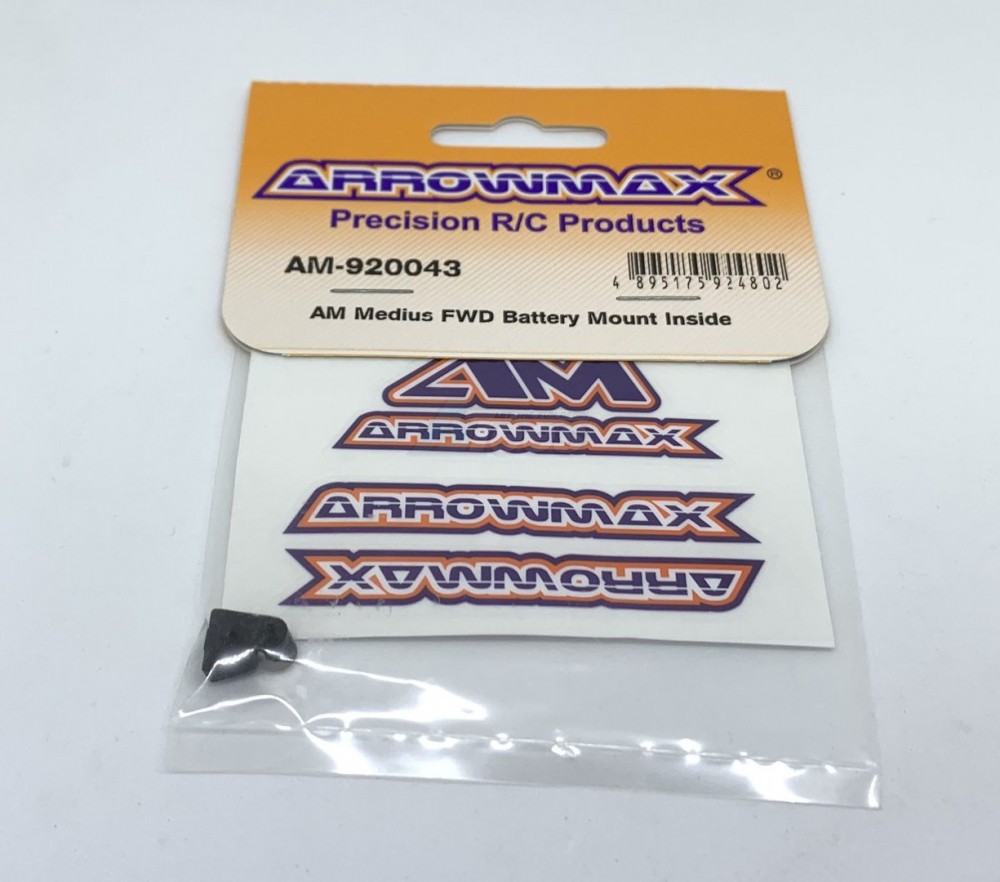 ARROWMAX®
Precision R/C Products
AM-920043
4 895175 924802
AM Medius FWD Battery Mount Inside
AM
ARROWMAX
ARROWMAX
ARROWMAX